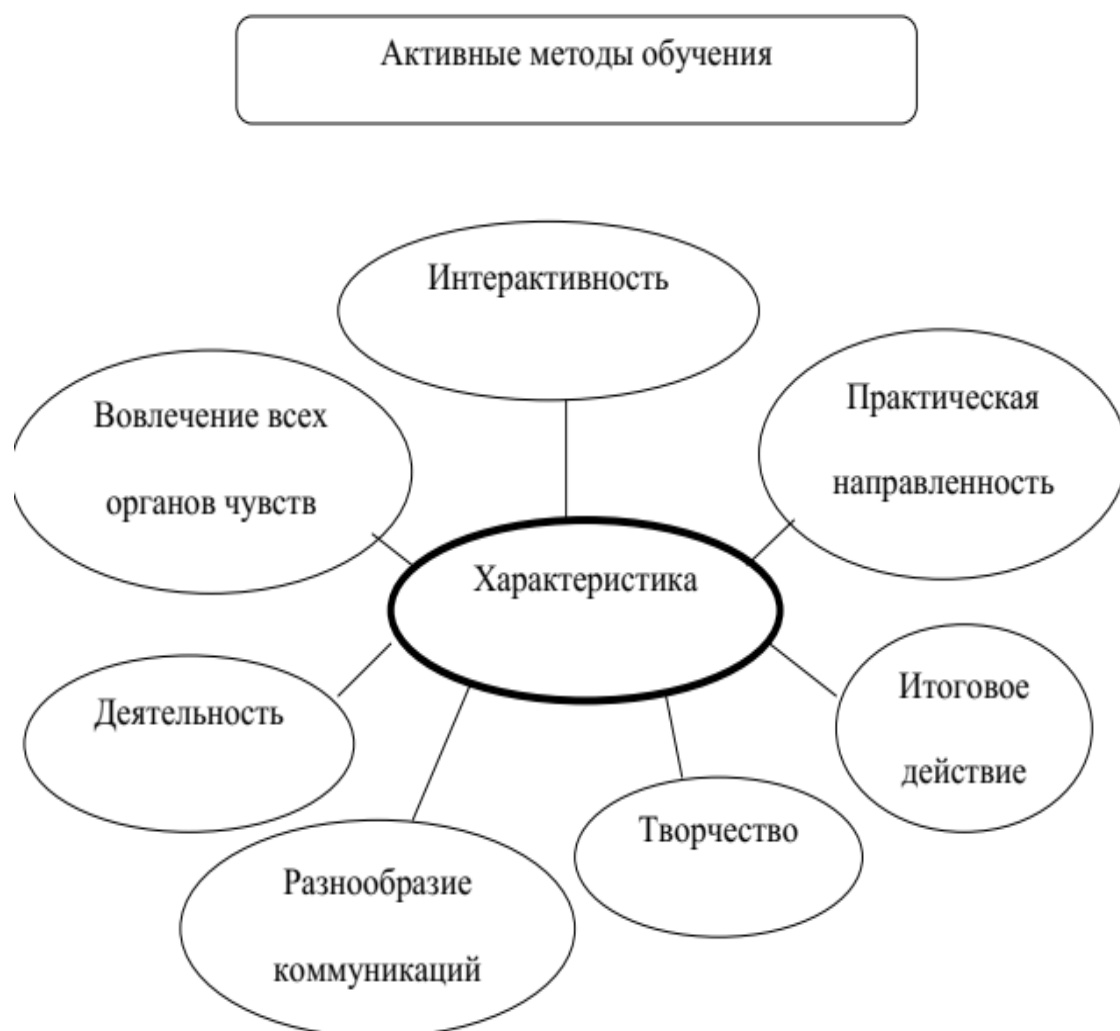 Активные методы обучения
Интерактивность
Вовлечение всех
органов чувств
Практическая
направленность
Характеристика
Деятельность
Итоговое
действие
Творчество
Разнообразие
коммуникаций